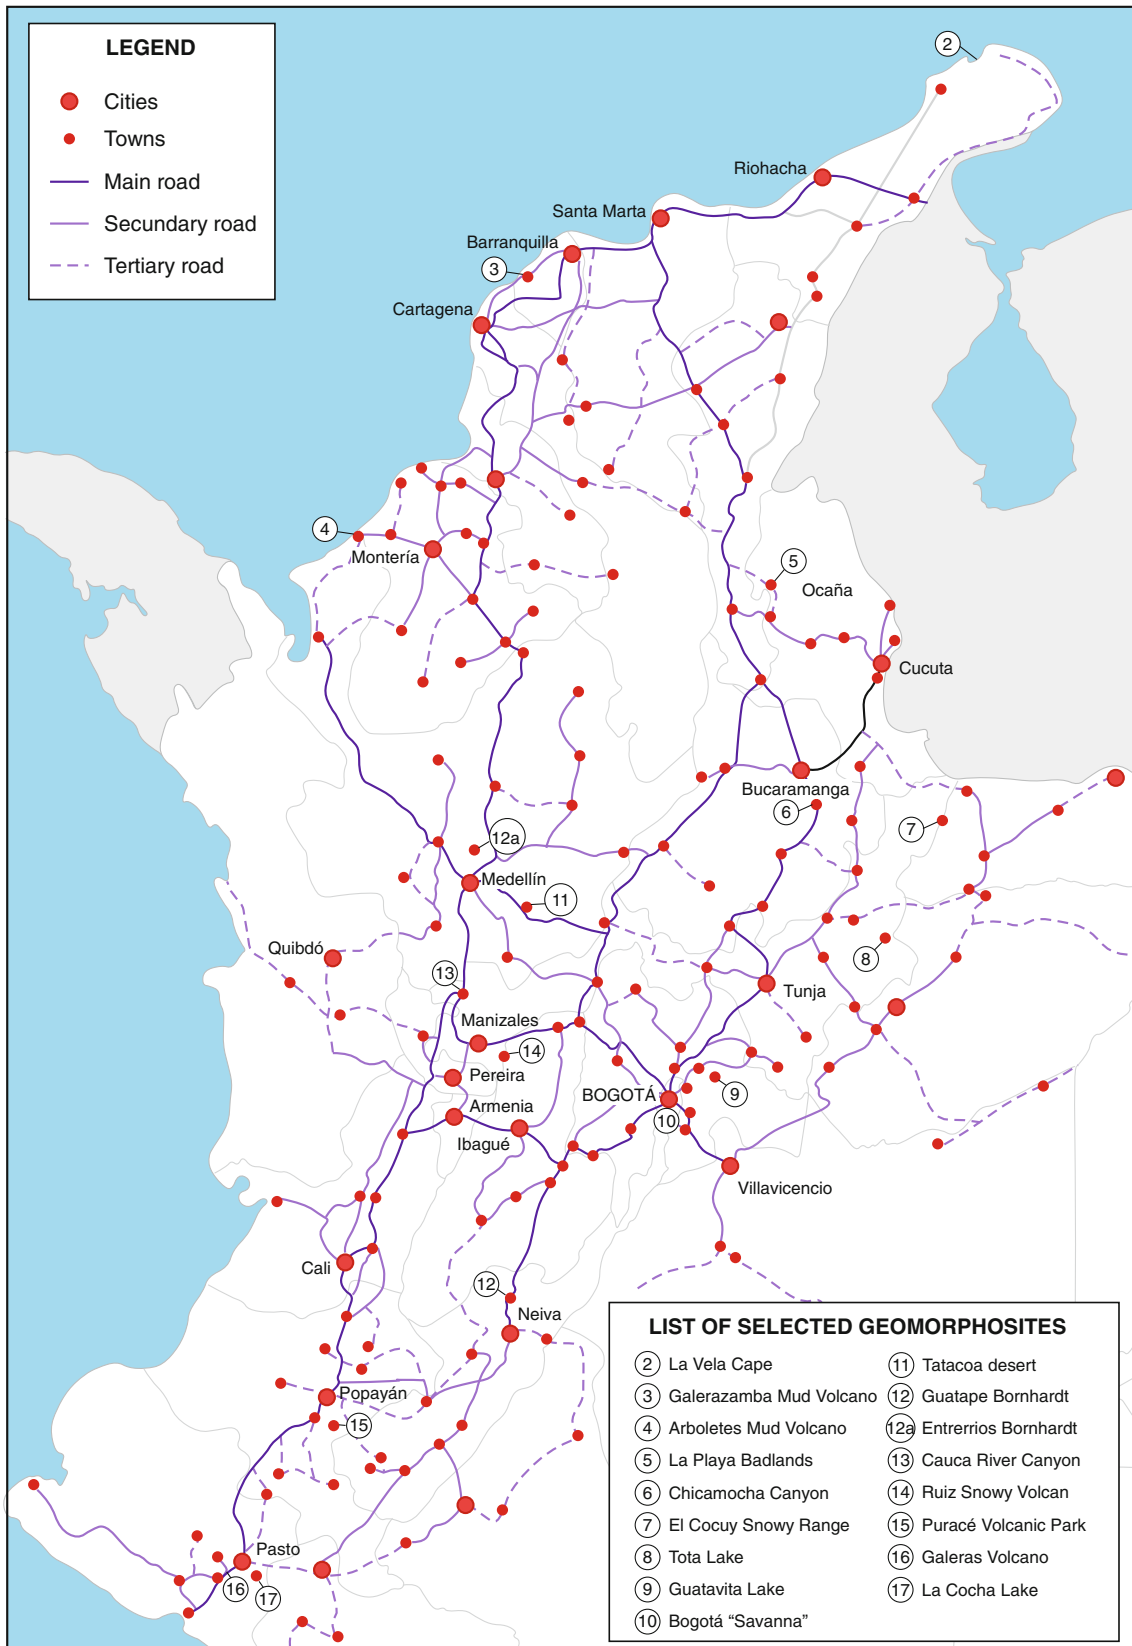 LEGEND
Cities
Towns
Main road
Secundary road
Tertiary road
2
Riohacha
Santa Marta
Barranquilla
3
Cartagena
4
Montería
5
Ocaña
Cucuta
Bucaramanga
6
7
12a
Medellín
11
Quibdó
8
13
Tunja
Manizales
14
Pereira
BOGOTÁ
9
Armenia
10
Ibagué
Villavicencio
Cali
12
Neiva
Popayán
15
Pasto
16
17
LIST OF SELECTED GEOMORPHOSITES
2 La Vela Cape
3 Galerazamba Mud Volcano
4 Arboletes Mud Volcano
5 La Playa Badlands
6 Chicamocha Canyon
7 El Cocuy Snowy Range
8 Tota Lake
9 Guatavita Lake
10 Bogotá “Savanna”
11 Tatacoa desert
12 Guatape Bornhardt
12a Entrerrios Bornhardt
13 Cauca River Canyon
14 Ruiz Snowy Volcan
15 Puracé Volcanic Park
16 Galeras Volcano
17 La Cocha Lake